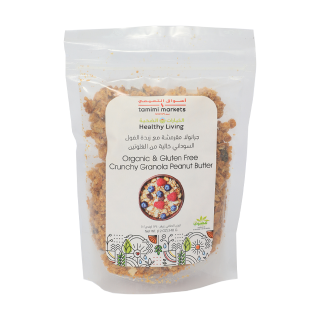 أسواق التميمي
tamimi markets
الحياة الصحية
Healthy Living
جرانولا مقرمشة مع زبدة الفول
السوداني خالية من الغلوتين
Organic & Gluten Free
Crunchy Granola Peanut Butter